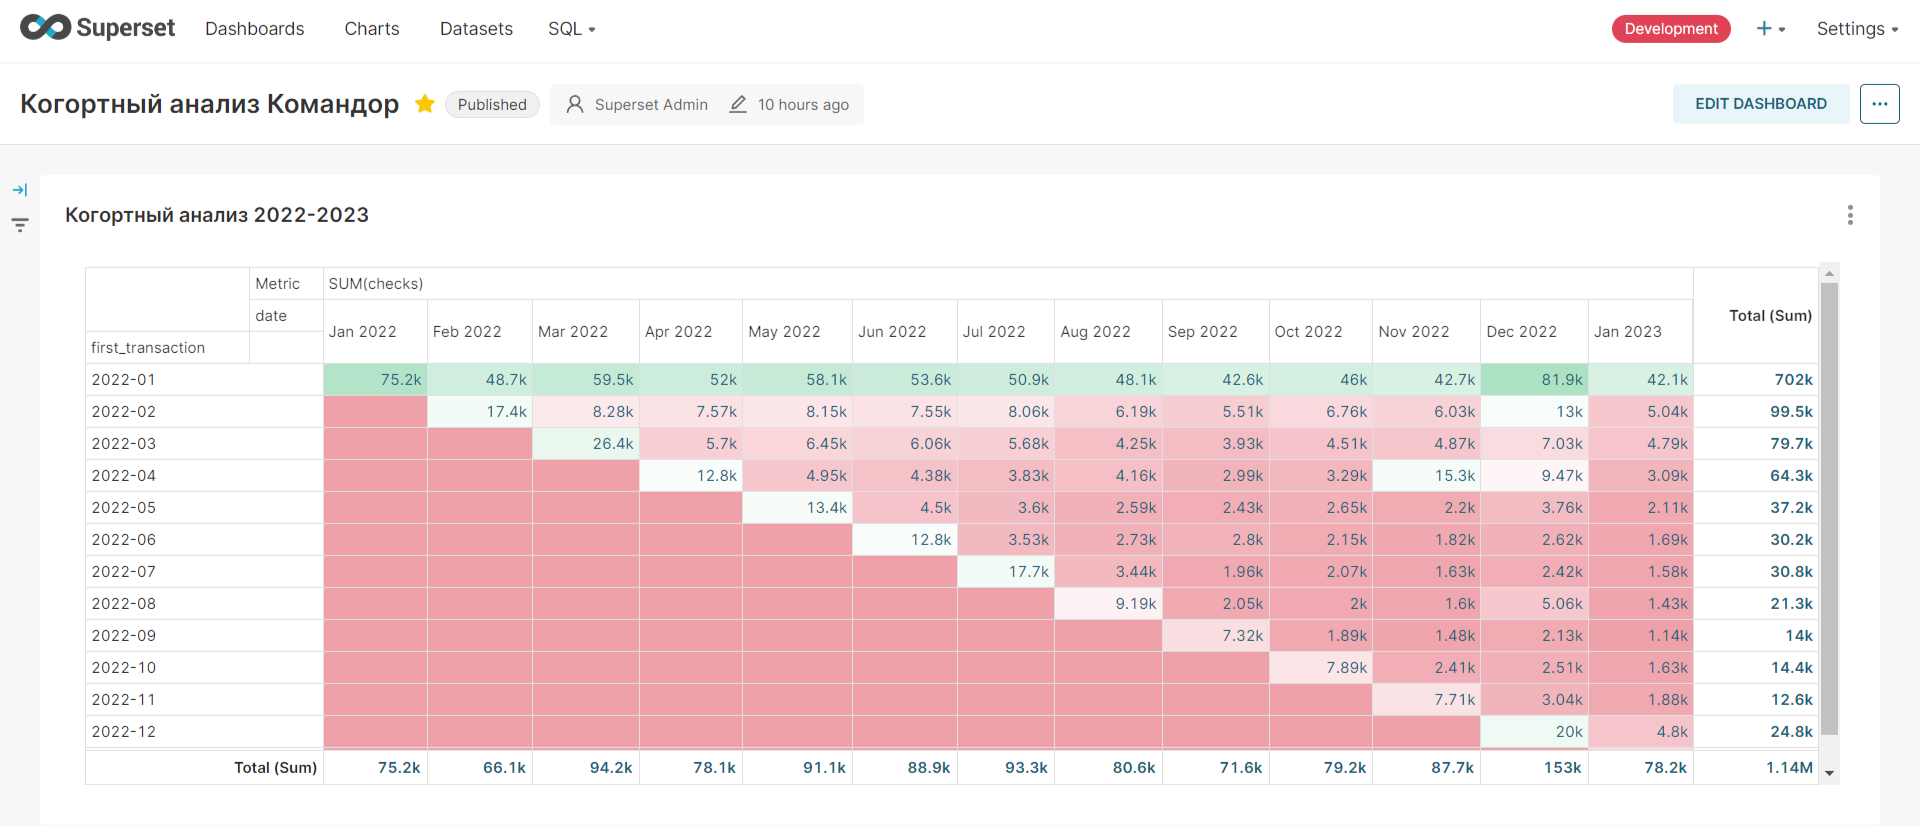 Superset Dashboards Charts Datasets SQL Development + Settings
Когортный анализ Командор Published Superset Admin 10 hours ago EDIT DASHBOARD ...
Когортный анализ 2022-2023
Metric SUM(checks)
date
Total (Sum)
Jan 2022 Feb 2022 Mar 2022 Apr 2022 May 2022 Jun 2022 Jul 2022 Aug 2022 Sep 2022 Oct 2022 Nov 2022 Dec 2022 Jan 2023
first_transaction
2022-01 75.2k 48.7k 59.5k 52k 58.1k 53.6k 50.9k 48.1k 42.6k 46k 42.7k 81.9k 42.1k 702k
2022-02 17.4k 8.28k 7.57k 8.15k 7.55k 8.06k 6.19k 5.51k 6.76k 6.03k 13k 5.04k 99.5k
2022-03 26.4k 5.7k 6.45k 6.06k 5.68k 4.25k 3.93k 4.51k 4.87k 7.03k 4.79k 79.7k
2022-04 12.8k 4.95k 4.38k 3.83k 4.16k 2.99k 3.29k 15.3k 9.47k 3.09k 64.3k
2022-05 13.4k 4.5k 3.6k 2.59k 2.43k 2.65k 2.2k 3.76k 2.11k 37.2k
2022-06 12.8k 3.53k 2.73k 2.8k 2.15k 1.82k 2.62k 1.69k 30.2k
2022-07 17.7k 3.44k 1.96k 2.07k 1.63k 2.42k 1.58k 30.8k
2022-08 9.19k 2.05k 2k 1.6k 5.06k 1.43k 21.3k
2022-09 7.32k 1.89k 1.48k 2.13k 1.14k 14k
2022-10 7.89k 2.41k 2.51k 1.63k 14.4k
2022-11 7.71k 3.04k 1.88k 12.6k
2022-12 20k 4.8k 24.8k
Total (Sum) 75.2k 66.1k 94.2k 78.1k 91.1k 88.9k 93.3k 80.6k 71.6k 79.2k 87.7k 153k 78.2k 1.14M